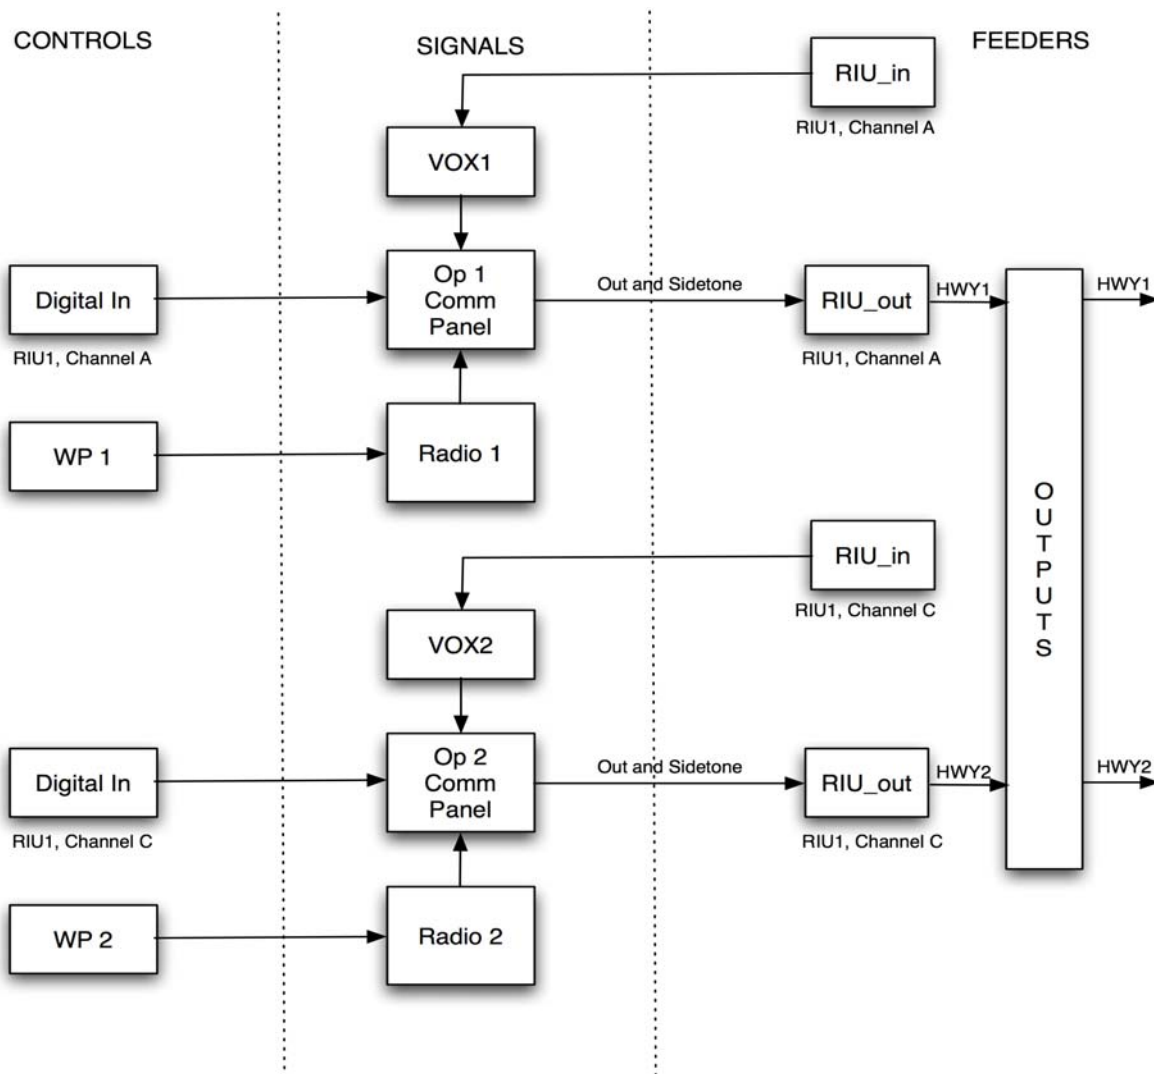 CONTROLS
SIGNALS
FEEDERS
RIU_in
RIU1, Channel A
VOX1
Digital In
RIU1, Channel A
Op 1
Comm
Panel
Out and Sidetone
RIU_out
RIU1, Channel A
HWY1
HWY1
WP 1
Radio 1
OUTPUTS
RIU_in
RIU1, Channel C
VOX2
Digital In
RIU1, Channel C
Op 2
Comm
Panel
Out and Sidetone
RIU_out
RIU1, Channel C
HWY2
HWY2
WP 2
Radio 2